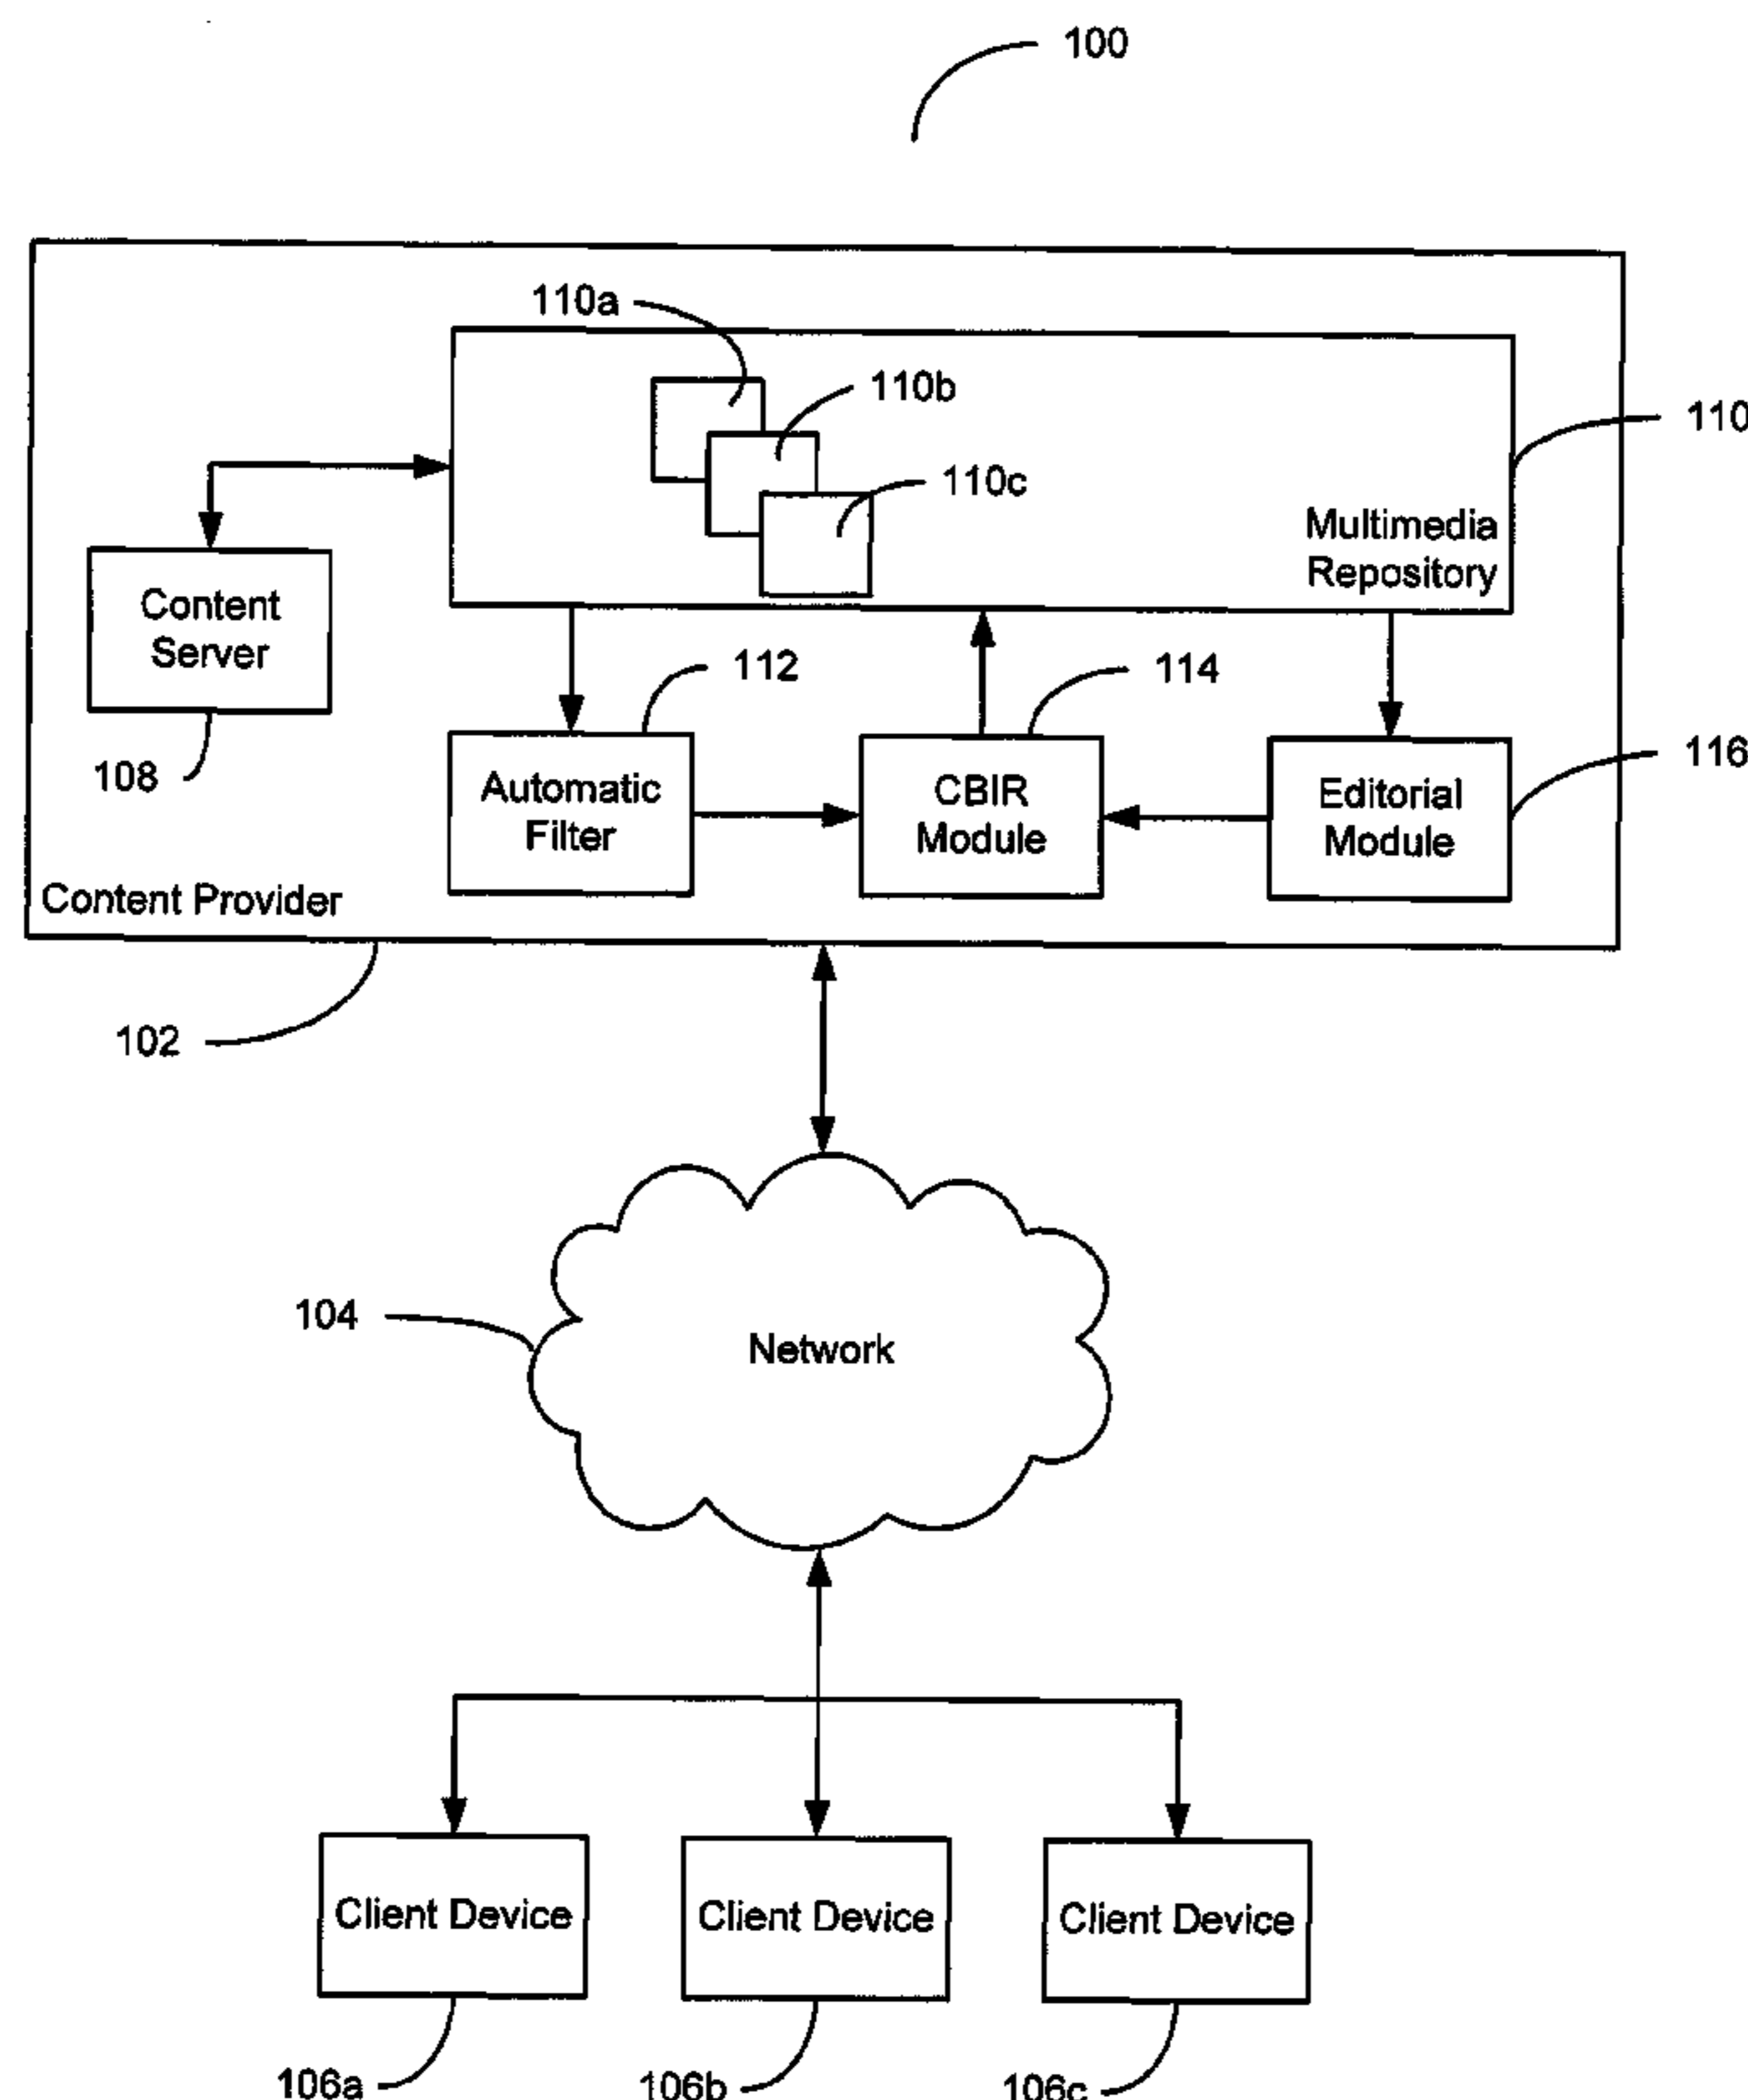 100
110a
110b
110
110c
Multimedia
Repository
Content
Server
112
114
108
116
Automatic
Filter
CBIR
Module
Editorial
Module
Content Provider
102
104
Network
Client Device
Client Device
Client Device
106a
106b
106c